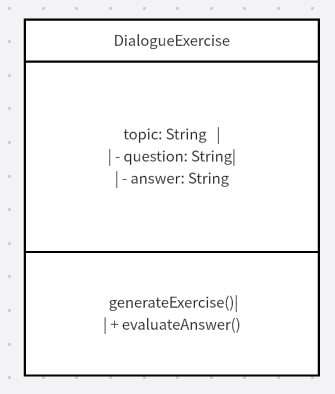 DialogueExercise
topic: String  |
| - question: String|
| - answer: String
generateExercise()|
| + evaluateAnswer()